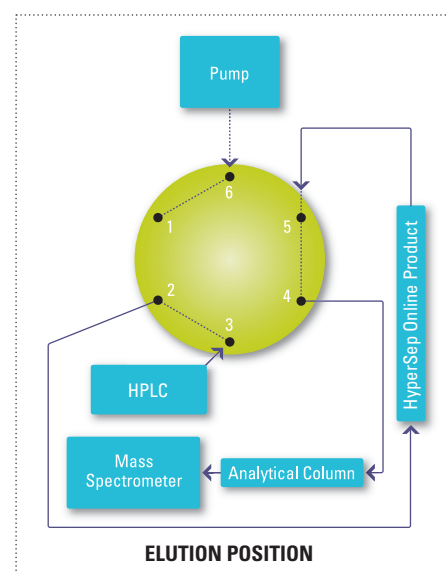 Pump
6
1
5
2
4
3
HyperSep Online Product
HPLC
Mass
Spectrometer
Analytical Column
ELUTION POSITION